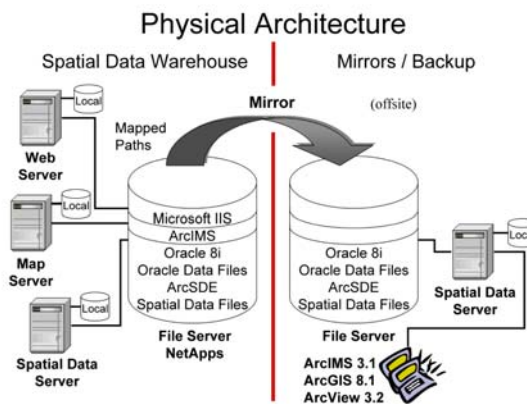 Physical Architecture
Spatial Data Warehouse
Mirrors / Backup
Mirror
(offsite)
Mapped
Paths
Local
Web
Server
Local
Map
Server
Local
Spatial Data
Server
Microsoft IIS
ArcIMS
Oracle 8i
Oracle Data Files
ArcSDE
Spatial Data Files
File Server
NetApps
Oracle 8i
Oracle Data Files
ArcSDE
Spatial Data Files
File Server
Local
Spatial Data
Server
ArcIMS 3.1
ArcGIS 8.1
ArcView 3.2